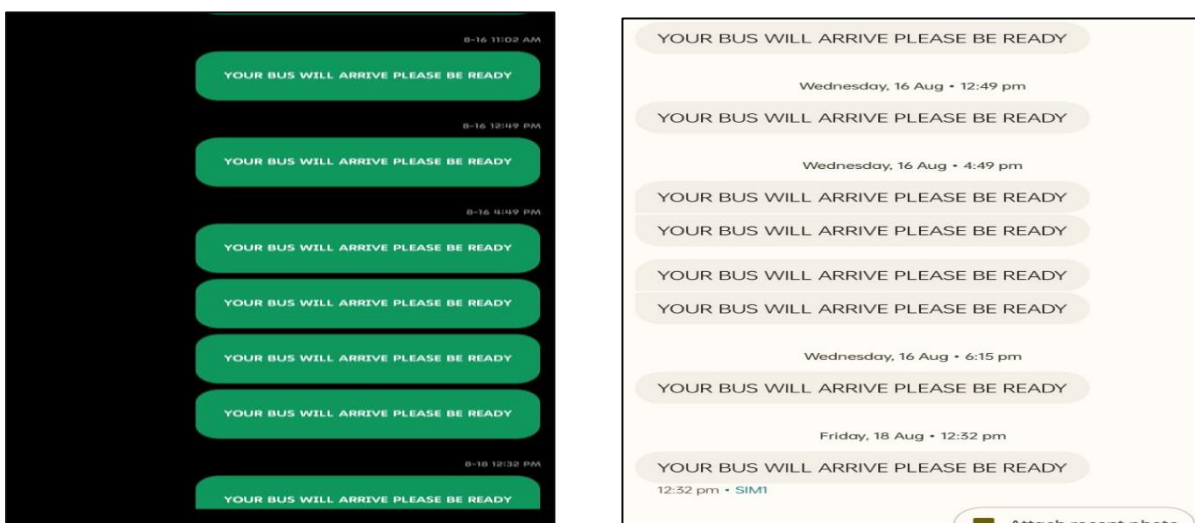 8-16 11:02 AM
YOUR BUS WILL ARRIVE PLEASE BE READY
8-16 12:49 PM
YOUR BUS WILL ARRIVE PLEASE BE READY
8-16 4:49 PM
YOUR BUS WILL ARRIVE PLEASE BE READY
YOUR BUS WILL ARRIVE PLEASE BE READY
YOUR BUS WILL ARRIVE PLEASE BE READY
YOUR BUS WILL ARRIVE PLEASE BE READY
8-18 12:32 PM
YOUR BUS WILL ARRIVE PLEASE BE READY
YOUR BUS WILL ARRIVE PLEASE BE READY
Wednesday, 16 Aug • 12:49 pm
YOUR BUS WILL ARRIVE PLEASE BE READY
Wednesday, 16 Aug • 4:49 pm
YOUR BUS WILL ARRIVE PLEASE BE READY
YOUR BUS WILL ARRIVE PLEASE BE READY
YOUR BUS WILL ARRIVE PLEASE BE READY
YOUR BUS WILL ARRIVE PLEASE BE READY
Wednesday, 16 Aug • 6:15 pm
YOUR BUS WILL ARRIVE PLEASE BE READY
Friday, 18 Aug • 12:32 pm
YOUR BUS WILL ARRIVE PLEASE BE READY
12:32 pm • SIM1
Attach recent photo